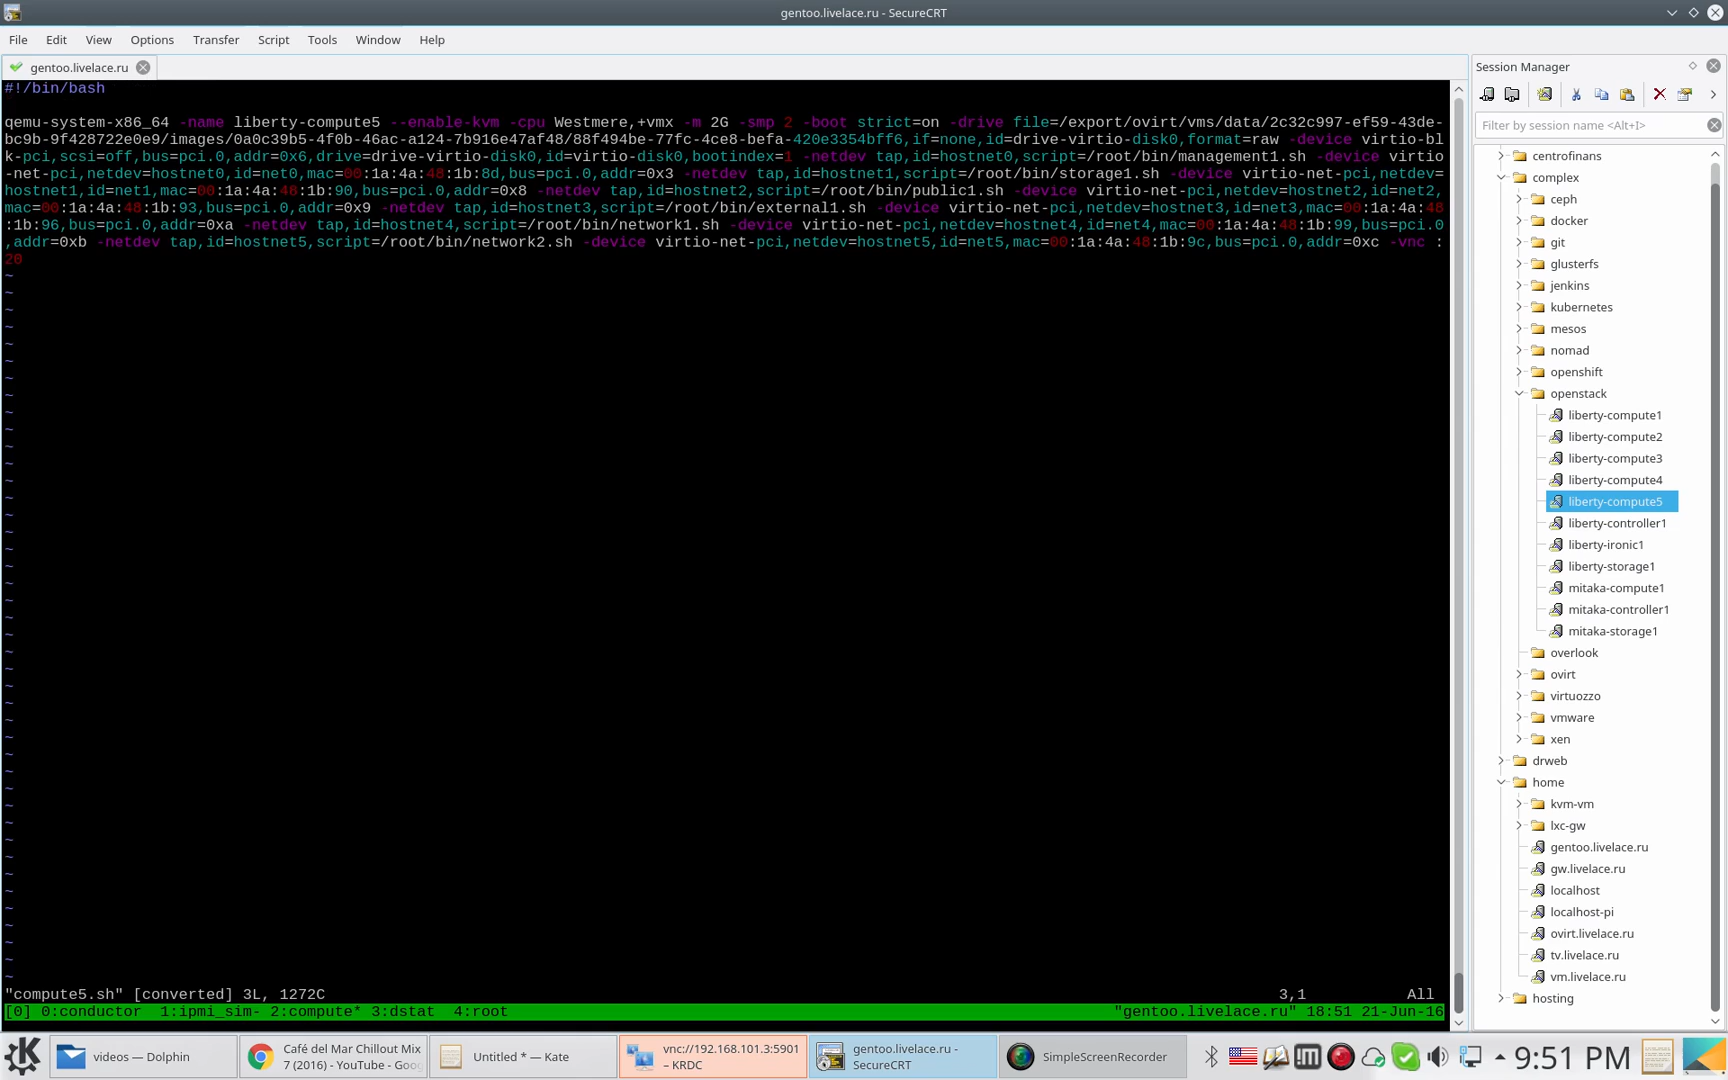 gentoo.livelace.ru - SecureCRT
File Edit View Options Transfer Script Tools Window Help
gentoo.livelace.ru
#!/bin/bash
qemu-system-x86_64 -name liberty-compute5 --enable-kvm -cpu Westmere,+vmx -m 2G -smp 2 -boot strict=on -drive file=/export/ovirt/vms/data/2c32c997-ef59-43de-
bc9b-9f428722e0e9/images/0a0c39b5-4f0b-46ac-a124-7b916e47af48/88f494be-77fc-4ce8-befa-420e3354bff6,if=none,id=drive-virtio-disk0,format=raw -device virtio-bl
k-pci,scsi=off,bus=pci.0,addr=0x6,drive=drive-virtio-disk0,id=virtio-disk0,bootindex=1 -netdev tap,id=hostnet0,script=/root/bin/management1.sh -device virtio
-net-pci,netdev=hostnet0,id=net0,mac=00:1a:4a:48:1b:8d,bus=pci.0,addr=0x3 -netdev tap,id=hostnet1,script=/root/bin/storage1.sh -device virtio-net-pci,netdev=
hostnet1,id=net1,mac=00:1a:4a:48:1b:90,bus=pci.0,addr=0x8 -netdev tap,id=hostnet2,script=/root/bin/public1.sh -device virtio-net-pci,netdev=hostnet2,id=net2,
mac=00:1a:4a:48:1b:93,bus=pci.0,addr=0x9 -netdev tap,id=hostnet3,script=/root/bin/external1.sh -device virtio-net-pci,netdev=hostnet3,id=net3,mac=00:1a:4a:48
:1b:96,bus=pci.0,addr=0xa -netdev tap,id=hostnet4,script=/root/bin/network1.sh -device virtio-net-pci,netdev=hostnet4,id=net4,mac=00:1a:4a:48:1b:99,bus=pci.0
,addr=0xb -netdev tap,id=hostnet5,script=/root/bin/network2.sh -device virtio-net-pci,netdev=hostnet5,id=net5,mac=00:1a:4a:48:1b:9c,bus=pci.0,addr=0xc -vnc :
20
"compute5.sh" [converted] 3L, 1272C 3,1 All
[0] 0:conductor 1:ipmi_sim- 2:compute* 3:dstat 4:root "gentoo.livelace.ru" 18:51 21-Jun-16
Session Manager
Filter by session name <Alt+I>
centrofinans
complex
ceph
docker
git
glusterfs
jenkins
kubernetes
mesos
nomad
openshift
openstack
liberty-compute1
liberty-compute2
liberty-compute3
liberty-compute4
liberty-compute5
liberty-controller1
liberty-ironic1
liberty-storage1
mitaka-compute1
mitaka-controller1
mitaka-storage1
overlook
ovirt
virtuozzo
vmware
xen
drweb
home
kvm-vm
lxc-gw
gentoo.livelace.ru
gw.livelace.ru
localhost
localhost-pi
ovirt.livelace.ru
tv.livelace.ru
vm.livelace.ru
hosting
videos — Dolphin
Café del Mar Chillout Mix
7 (2016) - YouTube - Goo
Untitled * — Kate
vnc://192.168.101.3:5901
– KRDC
gentoo.livelace.ru -
SecureCRT
SimpleScreenRecorder
9:51 PM